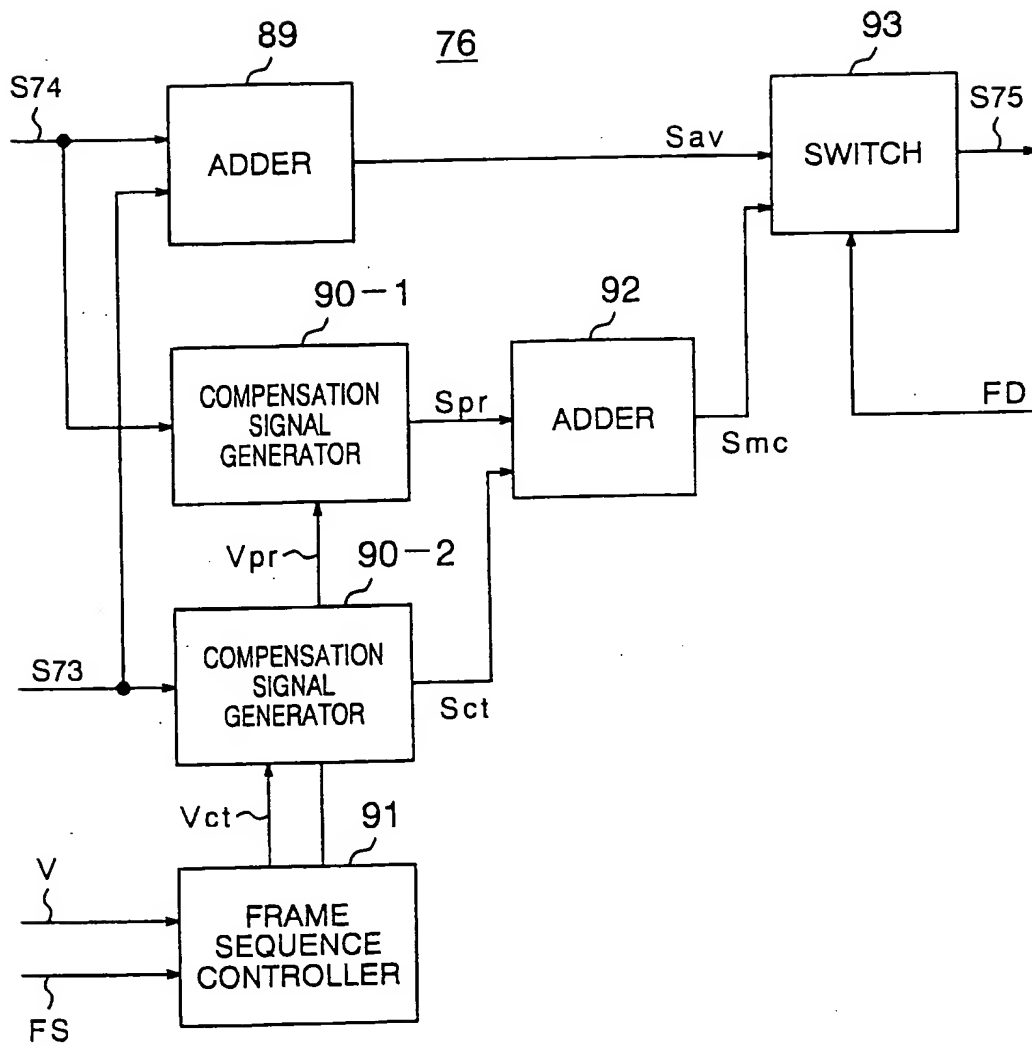 76
89
93
S74
S75
ADDER
Sav
SWITCH
90-1
92
COMPENSATION
SIGNAL
GENERATOR
Spr
ADDER
FD
Smc
Vpr
90-2
S73
COMPENSATION
SIGNAL
GENERATOR
Sct
Vct
91
V
FRAME
SEQUENCE
CONTROLLER
FS